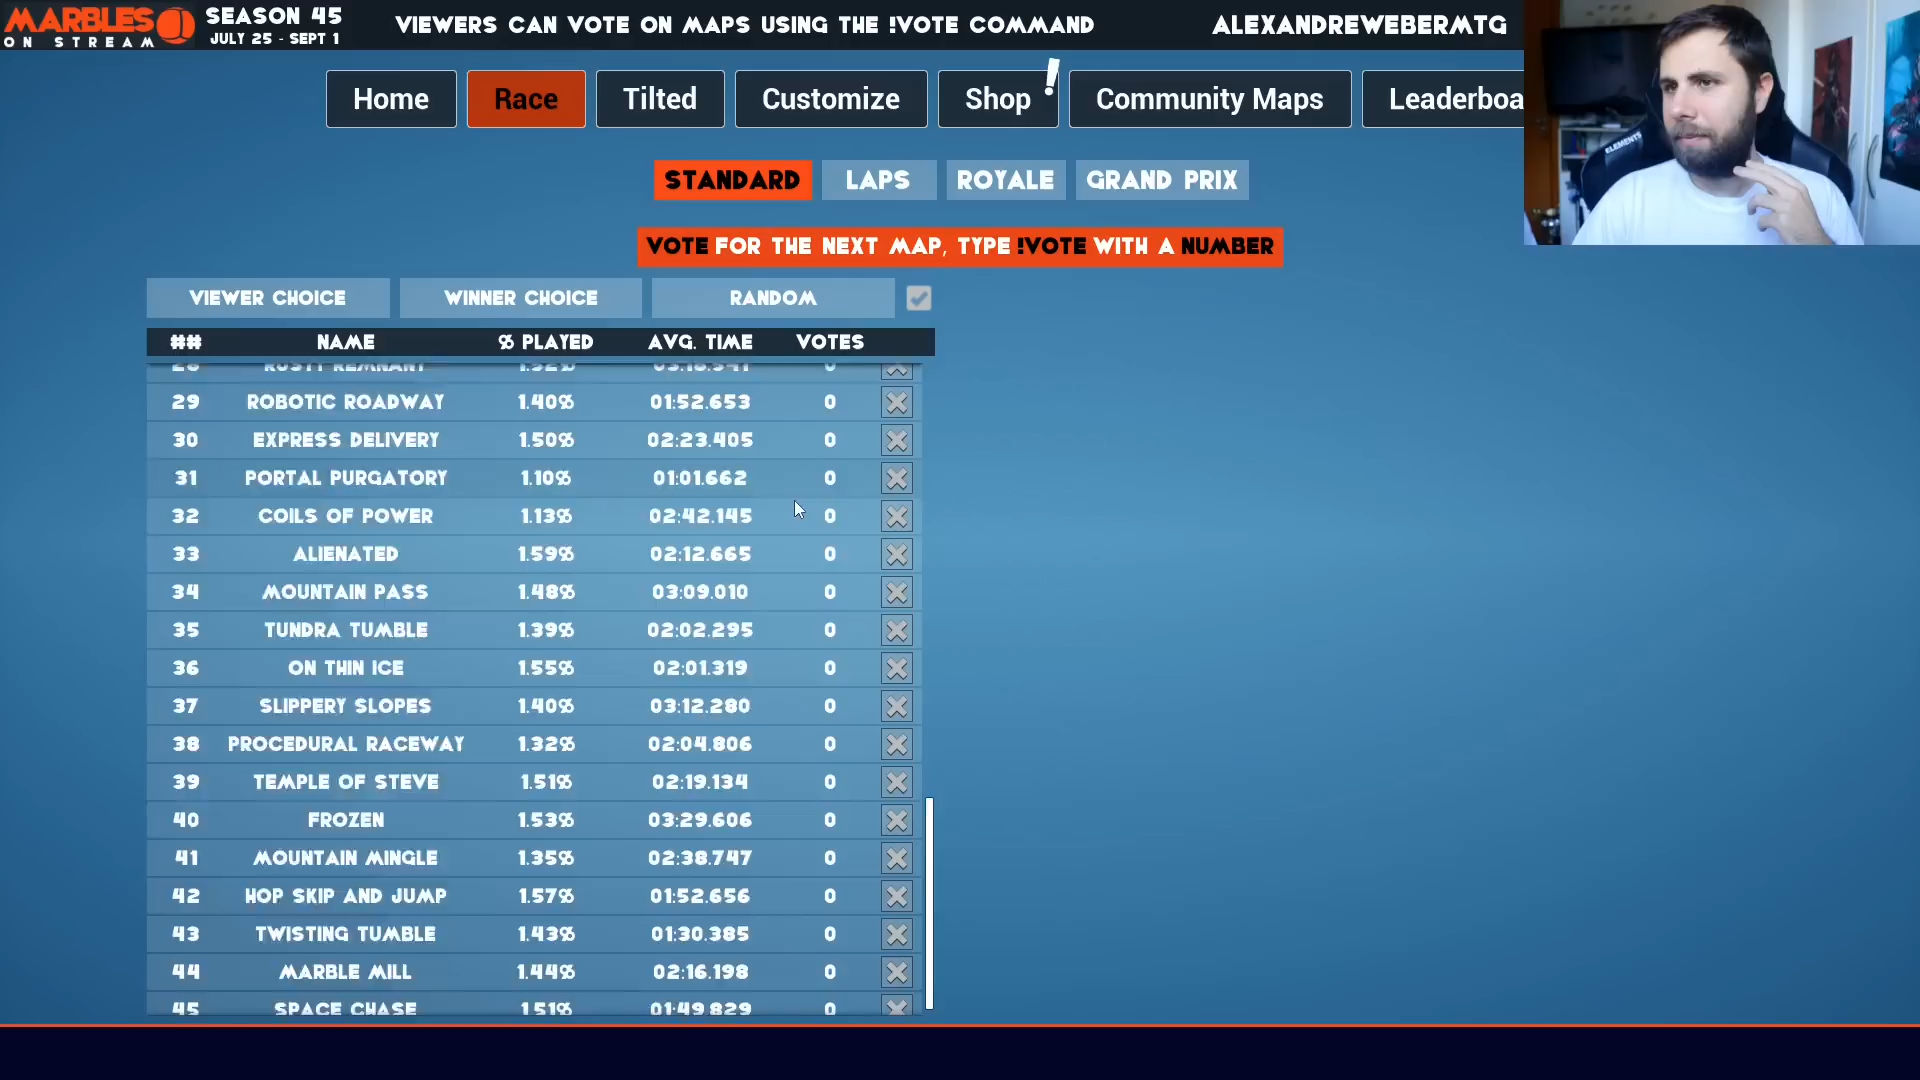 MARBLES
ON STREAM
SEASON 45
JULY 25 - SEPT 1
VIEWERS CAN VOTE ON MAPS USING THE !VOTE COMMAND
ALEXANDREWEBERMTG
Home Race Tilted Customize Shop ! Community Maps Leaderboa
STANDARD LAPS ROYALE GRAND PRIX
VOTE FOR THE NEXT MAP, TYPE !VOTE WITH A NUMBER
VIEWER CHOICE WINNER CHOICE RANDOM
## NAME % PLAYED AVG. TIME VOTES
28 RUSTY REMNANT 1.52% 0
29 ROBOTIC ROADWAY 1.40% 01:52.653 0
30 EXPRESS DELIVERY 1.50% 02:23.405 0
31 PORTAL PURGATORY 1.10% 01:01.662 0
32 COILS OF POWER 1.13% 02:42.145 0
33 ALIENATED 1.59% 02:12.665 0
34 MOUNTAIN PASS 1.48% 03:09.010 0
35 TUNDRA TUMBLE 1.39% 02:02.295 0
36 ON THIN ICE 1.55% 02:01.319 0
37 SLIPPERY SLOPES 1.40% 03:12.280 0
38 PROCEDURAL RACEWAY 1.32% 02:04.806 0
39 TEMPLE OF STEVE 1.51% 02:19.134 0
40 FROZEN 1.53% 03:29.606 0
41 MOUNTAIN MINGLE 1.35% 02:38.747 0
42 HOP SKIP AND JUMP 1.57% 01:52.656 0
43 TWISTING TUMBLE 1.43% 01:30.385 0
44 MARBLE MILL 1.44% 02:16.198 0
45 SPACE CHASE 1.51% 01:49.829 0
ELEMENTS